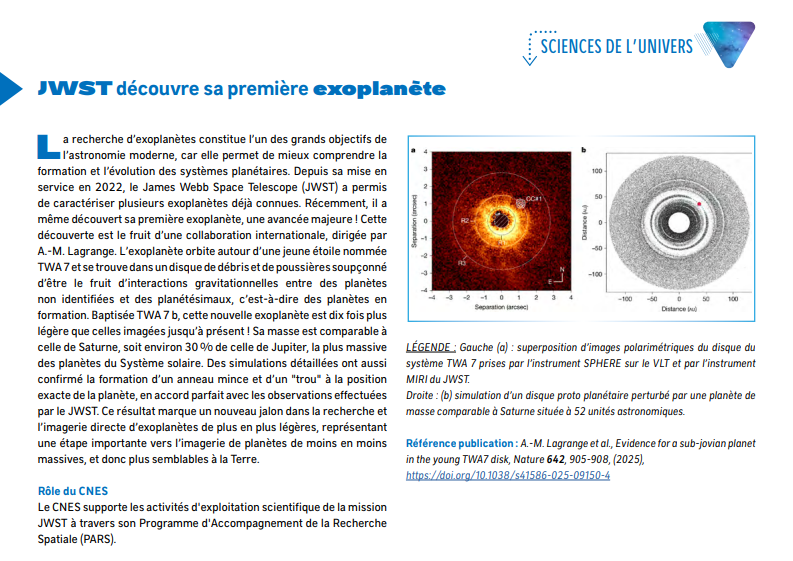 SCIENCES DE L'UNIVERS
JWST découvre sa première exoplanète
La recherche d'exoplanètes constitue l'un des grands objectifs de
l'astronomie moderne, car elle permet de mieux comprendre la
formation et l'évolution des systèmes planétaires. Depuis sa mise en
service en 2022, le James Webb Space Telescope (JWST) a permis
de caractériser plusieurs exoplanètes déjà connues. Récemment, il a
même découvert sa première exoplanète, une avancée majeure ! Cette
découverte est le fruit d'une collaboration internationale, dirigée par
A.-M. Lagrange. L'exoplanète orbite autour d'une jeune étoile nommée
TWA 7 et se trouve dans un disque de débris et de poussières soupçonné
d'être le fruit d'interactions gravitationnelles entre des planètes
non identifiées et des planétésimaux, c'est-à-dire des planètes en
formation. Baptisée TWA 7 b, cette nouvelle exoplanète est dix fois plus
légère que celles imagées jusqu'à présent ! Sa masse est comparable à
celle de Saturne, soit environ 30 % de celle de Jupiter, la plus massive
des planètes du Système solaire. Des simulations détaillées ont aussi
confirmé la formation d'un anneau mince et d'un "trou" à la position
exacte de la planète, en accord parfait avec les observations effectuées
par le JWST. Ce résultat marque un nouveau jalon dans la recherche et
l'imagerie directe d'exoplanètes de plus en plus légères, représentant
une étape importante vers l'imagerie de planètes de moins en moins
massives, et donc plus semblables à la Terre.
Rôle du CNES
Le CNES supporte les activités d'exploitation scientifique de la mission
JWST à travers son Programme d'Accompagnement de la Recherche
Spatiale (PARS).
a
4
3
2
1
0
−1
−2
−3
−4
Separation (arcsec)
CC#1
R2
R3
N
E
−4 −3 −2 −1 0 1 2 3 4
Separation (arcsec)
b
100
50
0
−50
−100
Distance (AU)
−100 −50 0 50 100
Distance (AU)
LÉGENDE : Gauche (a) : superposition d'images polarimétriques du disque du
système TWA 7 prises par l'instrument SPHERE sur le VLT et par l'instrument
MIRI du JWST.
Droite : (b) simulation d'un disque proto planétaire perturbé par une planète de
masse comparable à Saturne située à 52 unités astronomiques.
Référence publication : A.-M. Lagrange et al., Evidence for a sub-jovian planet
in the young TWA7 disk, Nature 642, 905-908, (2025),
https://doi.org/10.1038/s41586-025-09150-4